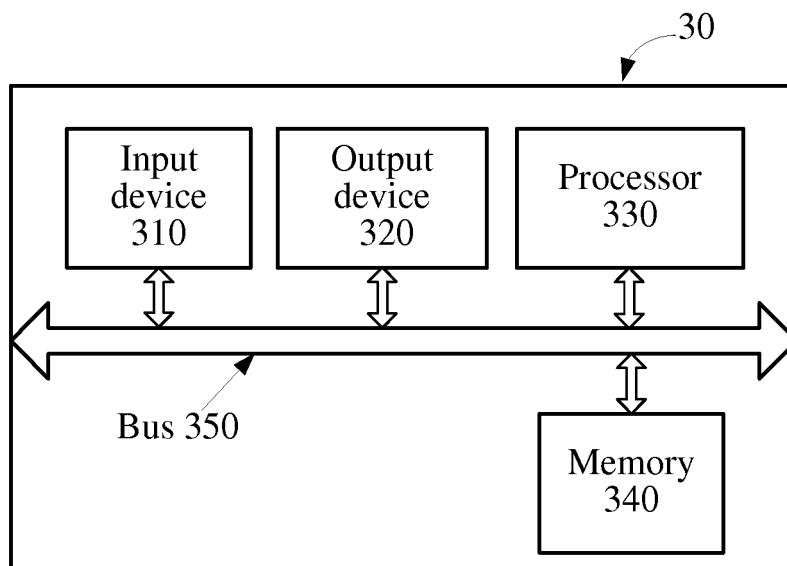 30
Input
device
310
Output
device
320
Processor
330
Bus 350
Memory
340